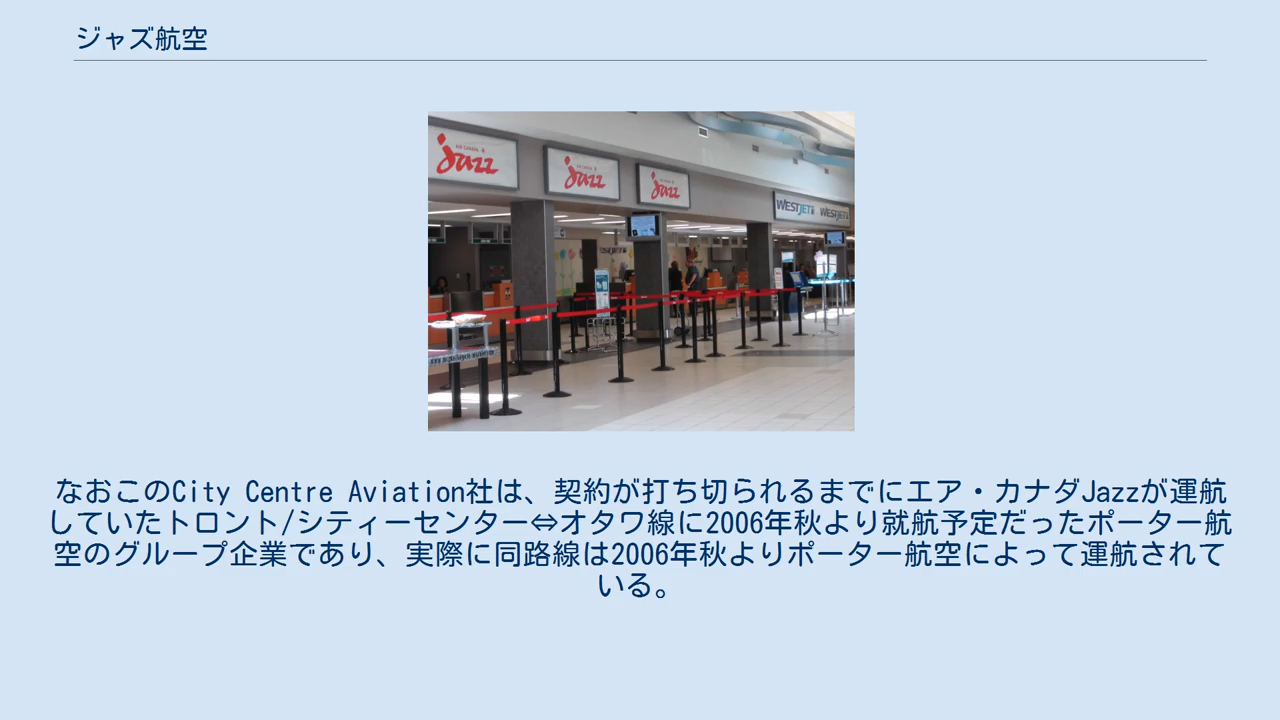 ジャズ航空
AIR CANADA
Jazz
AIR CANADA
Jazz
AIR CANADA
Jazz
WESTJET
WESTJET
なおこのCity Centre Aviation社は、契約が打ち切られるまでにエア・カナダJazzが運航
していたトロント/シティーセンター⇔オタワ線に2006年秋より就航予定だったポーター航
空のグループ企業であり、実際に同路線は2006年秋よりポーター航空によって運航されて
いる。